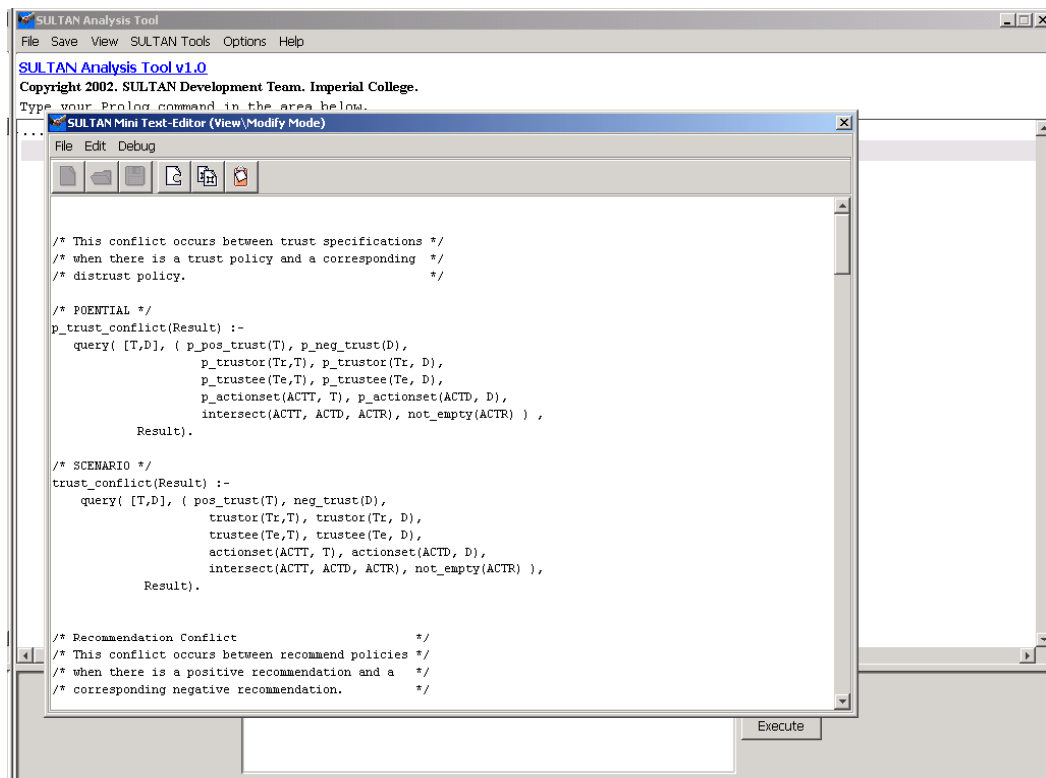 SULTAN Analysis Tool
File Save View SULTAN Tools Options Help
SULTAN Analysis Tool v1.0
Copyright 2002. SULTAN Development Team. Imperial College.
Type your Prolog command in the area below.
...
SULTAN Mini Text-Editor (View\Modify Mode)
File Edit Debug
/* This conflict occurs between trust specifications */
/* when there is a trust policy and a corresponding */
/* distrust policy. */
/* POENTIAL */
p_trust_conflict(Result) :-
query( [T,D], ( p_pos_trust(T), p_neg_trust(D),
p_trustor(Tr,T), p_trustor(Tr, D),
p_trustee(Te,T), p_trustee(Te, D),
p_actionset(ACTT, T), p_actionset(ACTD, D),
intersect(ACTT, ACTD, ACTR), not_empty(ACTR) ) ,
Result).
/* SCENARIO */
trust_conflict(Result) :-
query( [T,D], ( pos_trust(T), neg_trust(D),
trustor(Tr,T), trustor(Tr, D),
trustee(Te,T), trustee(Te, D),
actionset(ACTT, T), actionset(ACTD, D),
intersect(ACTT, ACTD, ACTR), not_empty(ACTR) ),
Result).
/* Recommendation Conflict */
/* This conflict occurs between recommend policies */
/* when there is a positive recommendation and a */
/* corresponding negative recommendation. */
Execute